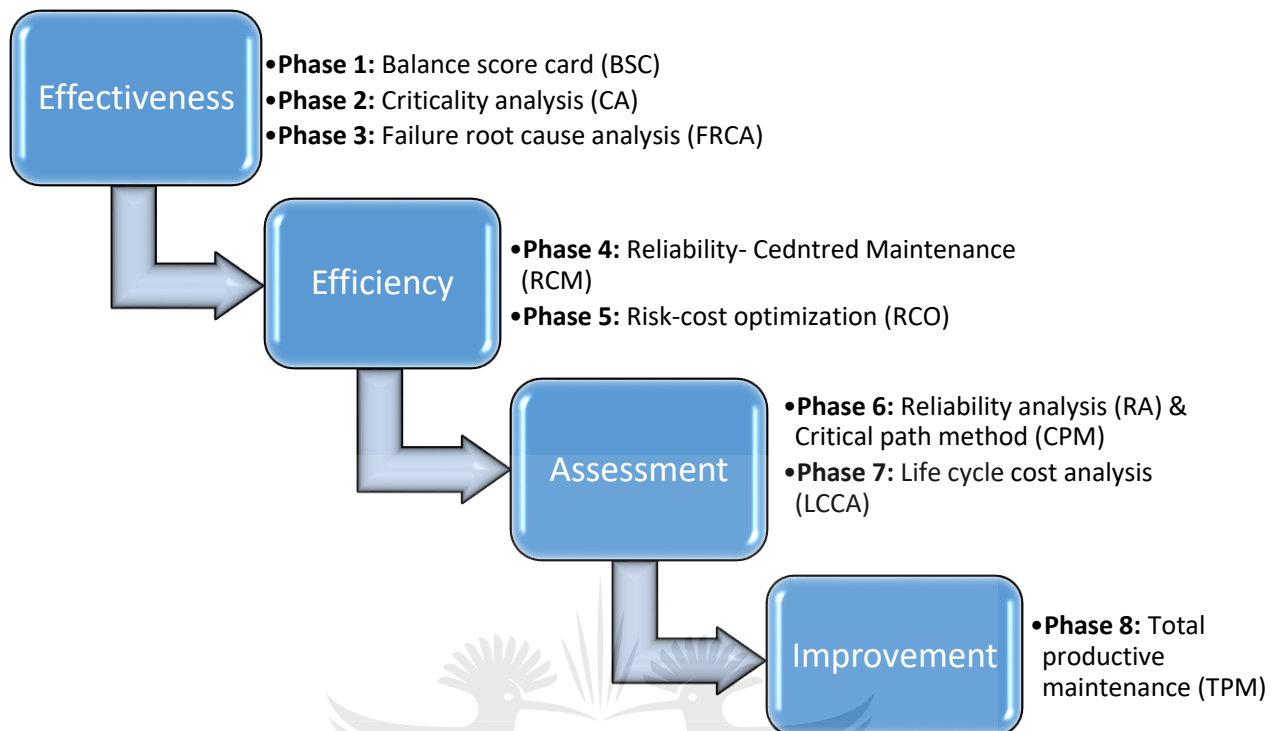 Effectiveness
•Phase 1: Balance score card (BSC)
•Phase 2: Criticality analysis (CA)
•Phase 3: Failure root cause analysis (FRCA)
Efficiency
•Phase 4: Reliability- Cedntred Maintenance
(RCM)
•Phase 5: Risk-cost optimization (RCO)
Assessment
•Phase 6: Reliability analysis (RA) &
Critical path method (CPM)
•Phase 7: Life cycle cost analysis
(LCCA)
Improvement
•Phase 8: Total
productive
maintenance (TPM)